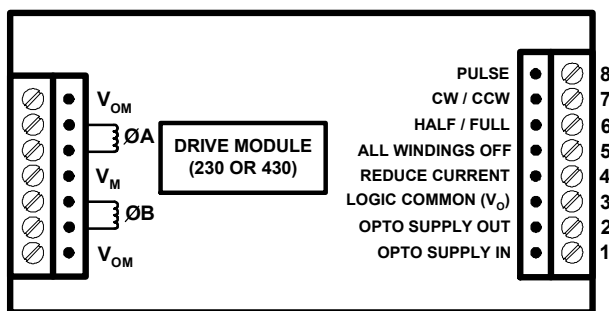 V_OM
ØA
V_M
ØB
V_OM
DRIVE MODULE
(230 OR 430)
PULSE 8
CW / CCW 7
HALF / FULL 6
ALL WINDINGS OFF 5
REDUCE CURRENT 4
LOGIC COMMON (V_O) 3
OPTO SUPPLY OUT 2
OPTO SUPPLY IN 1